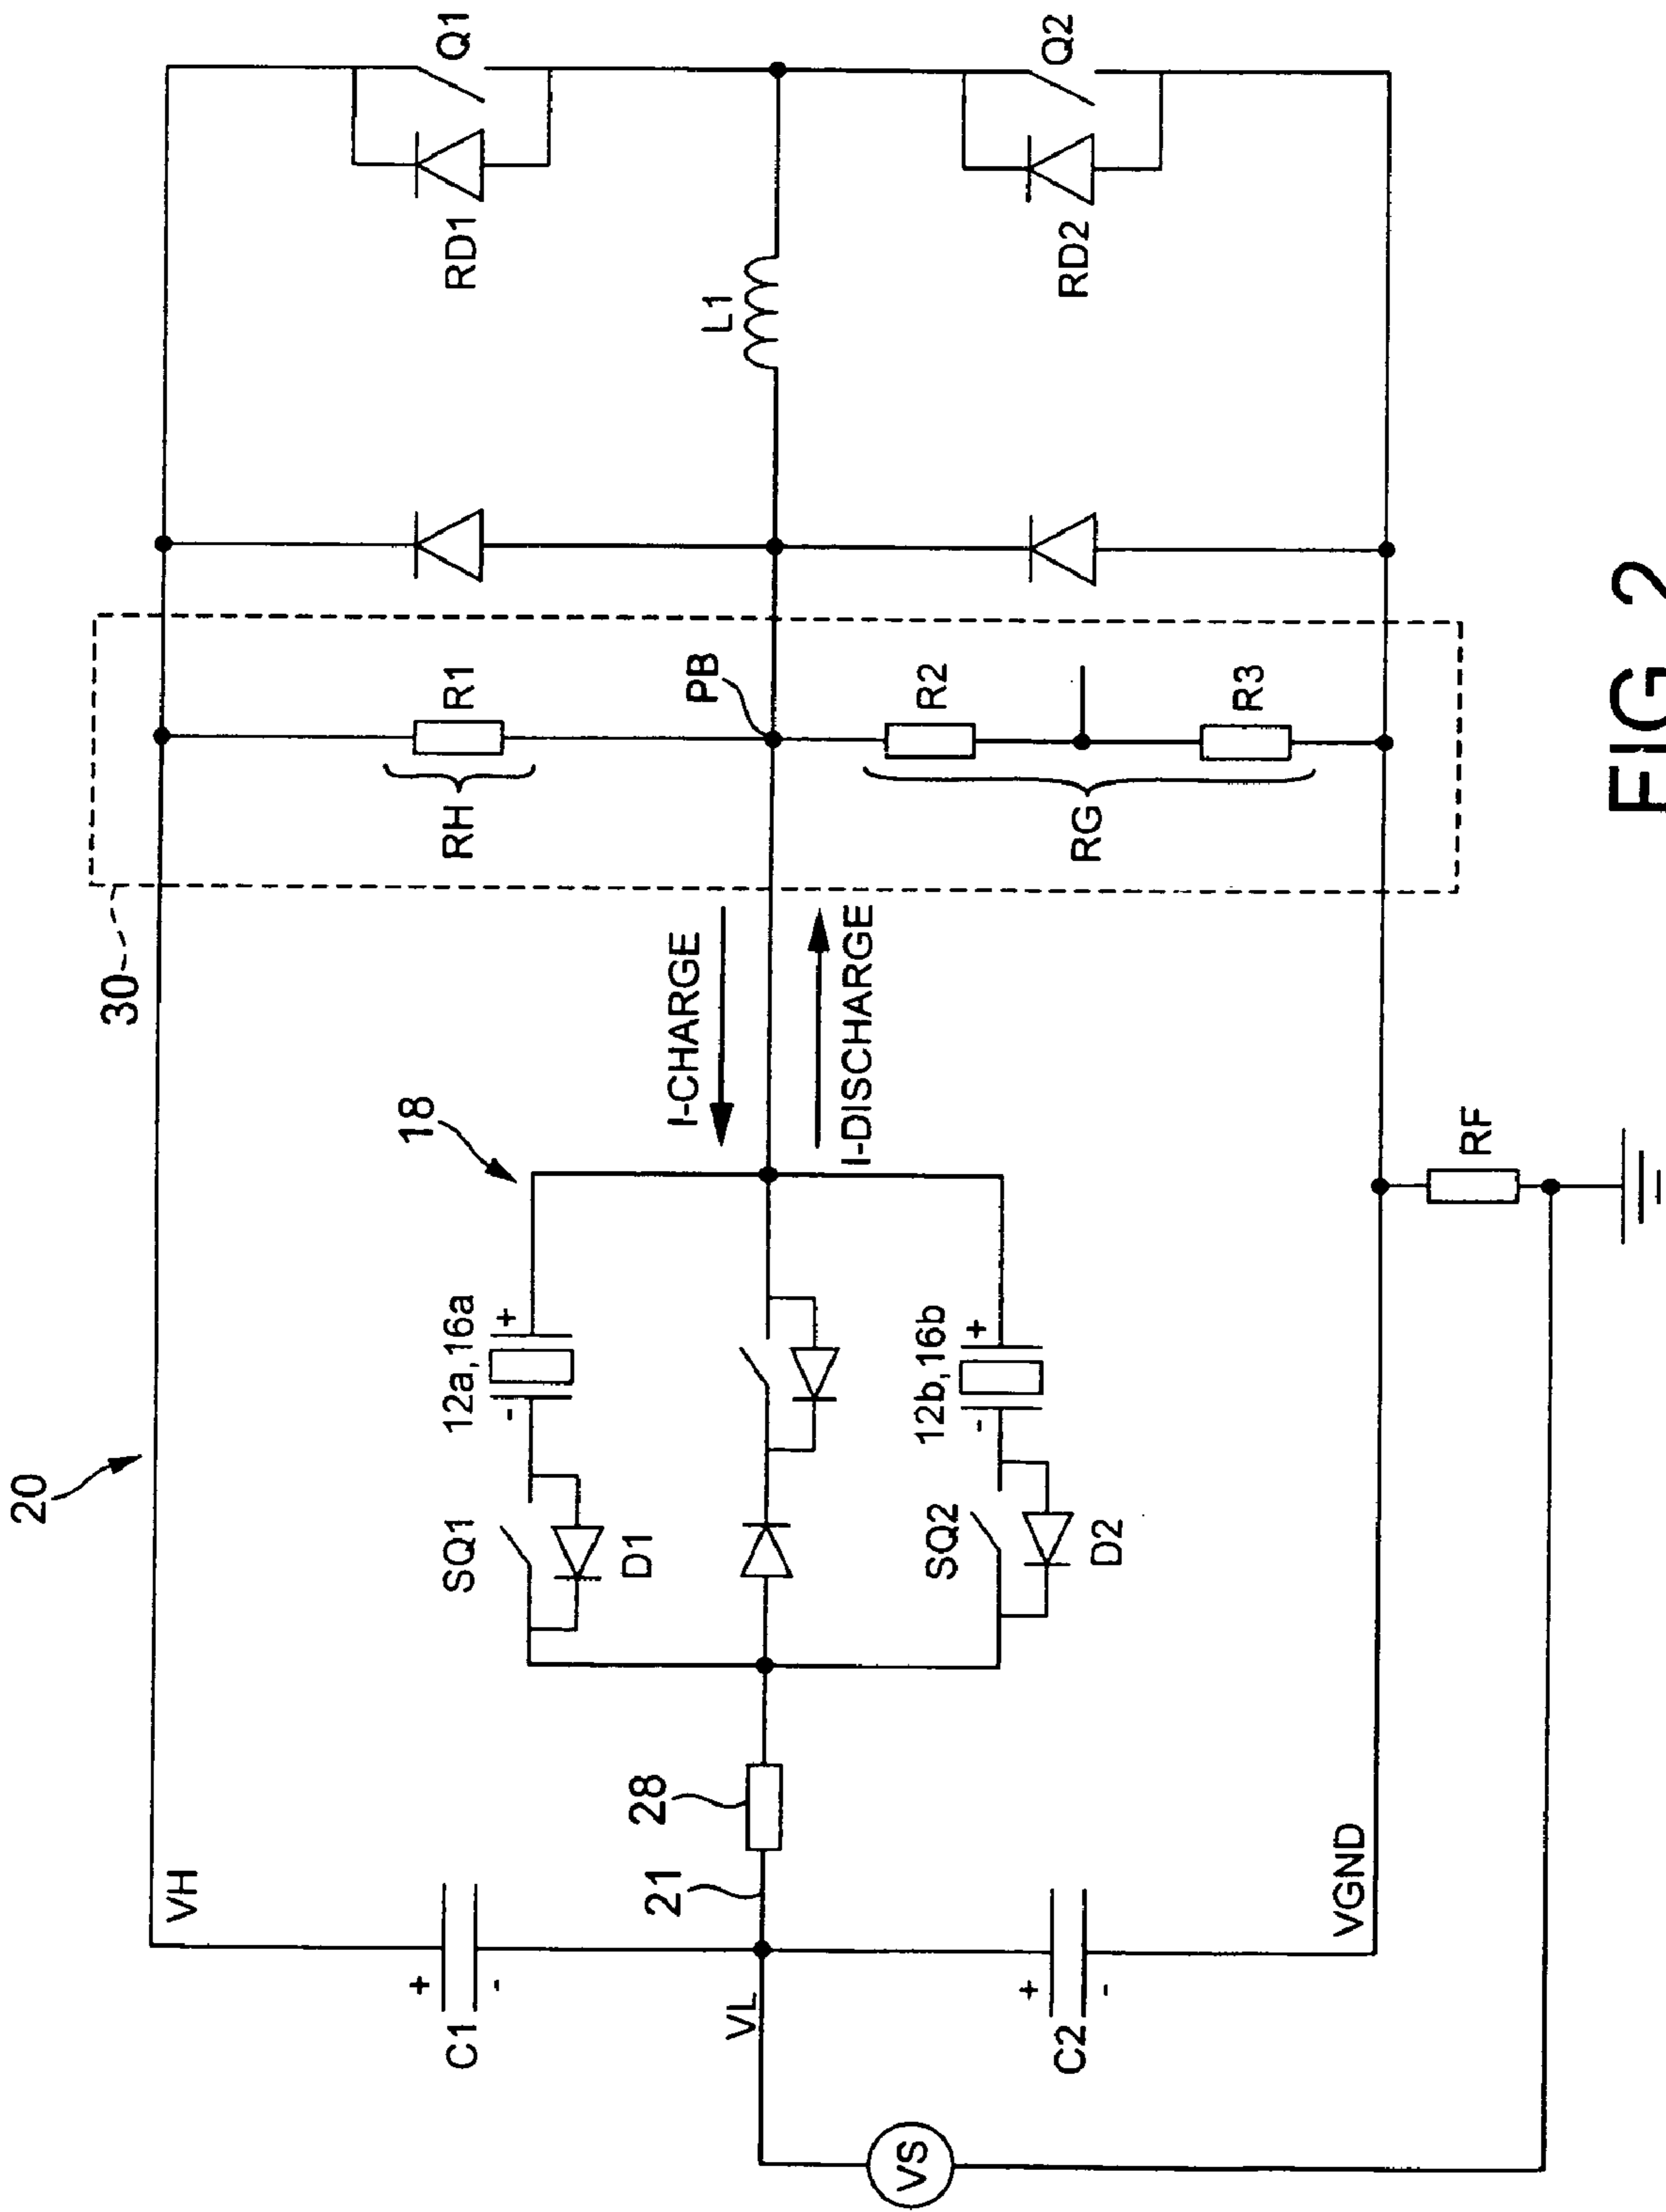 20
VH
C1
+
-
VL
VS
C2
+
-
VGND
21
28
18
SQ1
D1
12a,16a
-
+
SQ2
D2
12b,16b
-
+
I-CHARGE
I-DISCHARGE
RF
30
RH
R1
PB
RG
R2
R3
L1
RD1
Q1
RD2
Q2
FIG 2